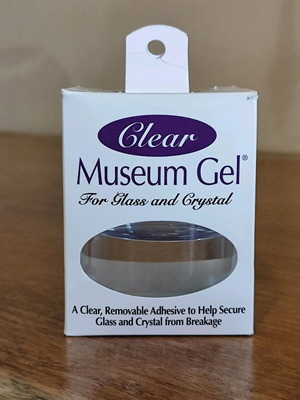 Clear
Museum Gel®
For Glass and Crystal
A Clear, Removable Adhesive to Help Secure
Glass and Crystal from Breakage